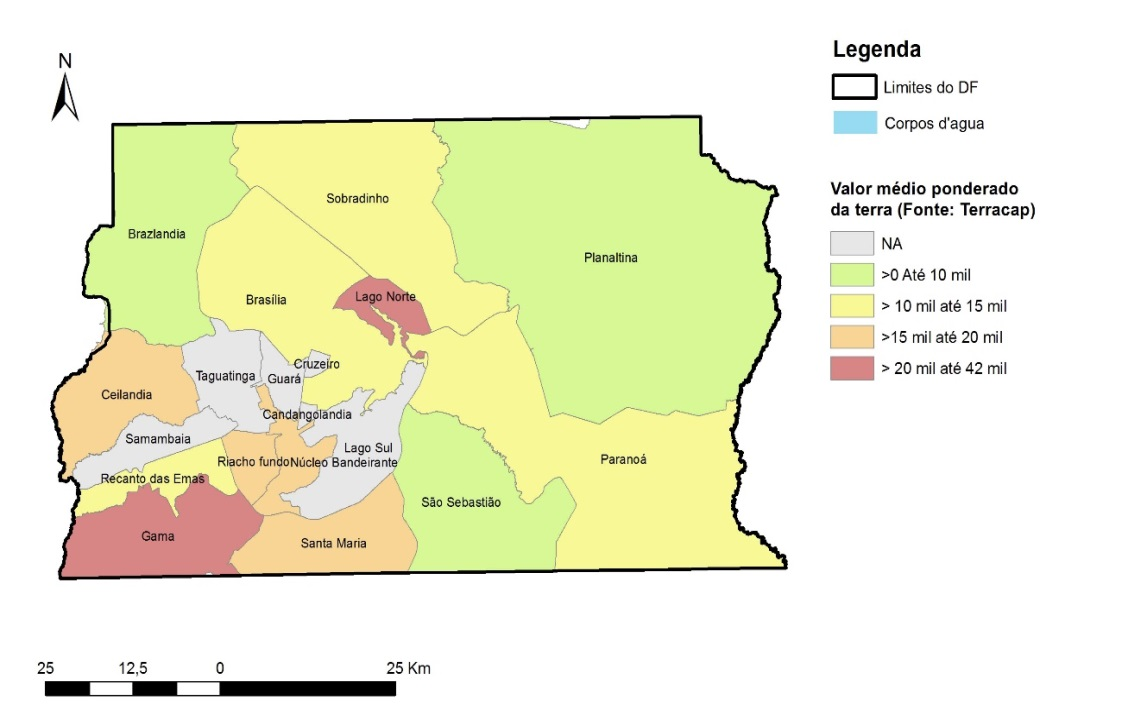 N
Legenda
Limites do DF
Corpos d'agua
Valor médio ponderado
da terra (Fonte: Terracap)
NA
>0 Até 10 mil
> 10 mil até 15 mil
>15 mil até 20 mil
> 20 mil até 42 mil
Sobradinho
Brazlandia
Planaltina
Brasília
Lago Norte
Cruzeiro
Taguatinga
Guará
Ceilandia
Candangolandia
Samambaia
Lago Sul
Riacho fundo
Núcleo Bandeirante
Paranoá
Recanto das Emas
São Sebastião
Gama
Santa Maria
25 12,5 0 25 Km